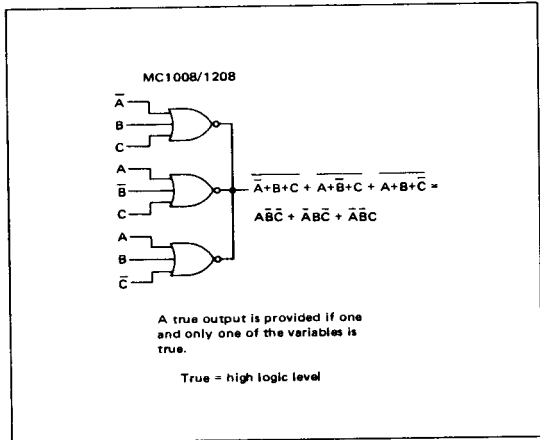 MC1008/1208
A̅
B
C
A
B̅
C
A
B
C̅
A̅+B+C + A+B̅+C + A+B+C̅ =
AB̅C̅ + A̅BC̅ + A̅B̅C
A true output is provided if one
and only one of the variables is
true.
True = high logic level